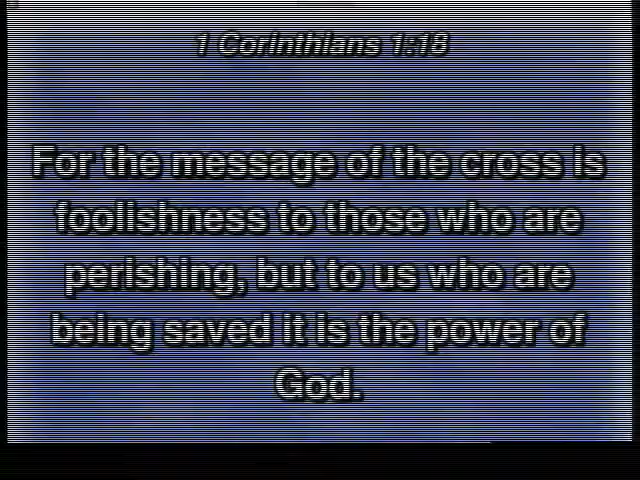 1 Corinthians 1:18
For the message of the cross is
foolishness to those who are
perishing, but to us who are
being saved it is the power of
God.